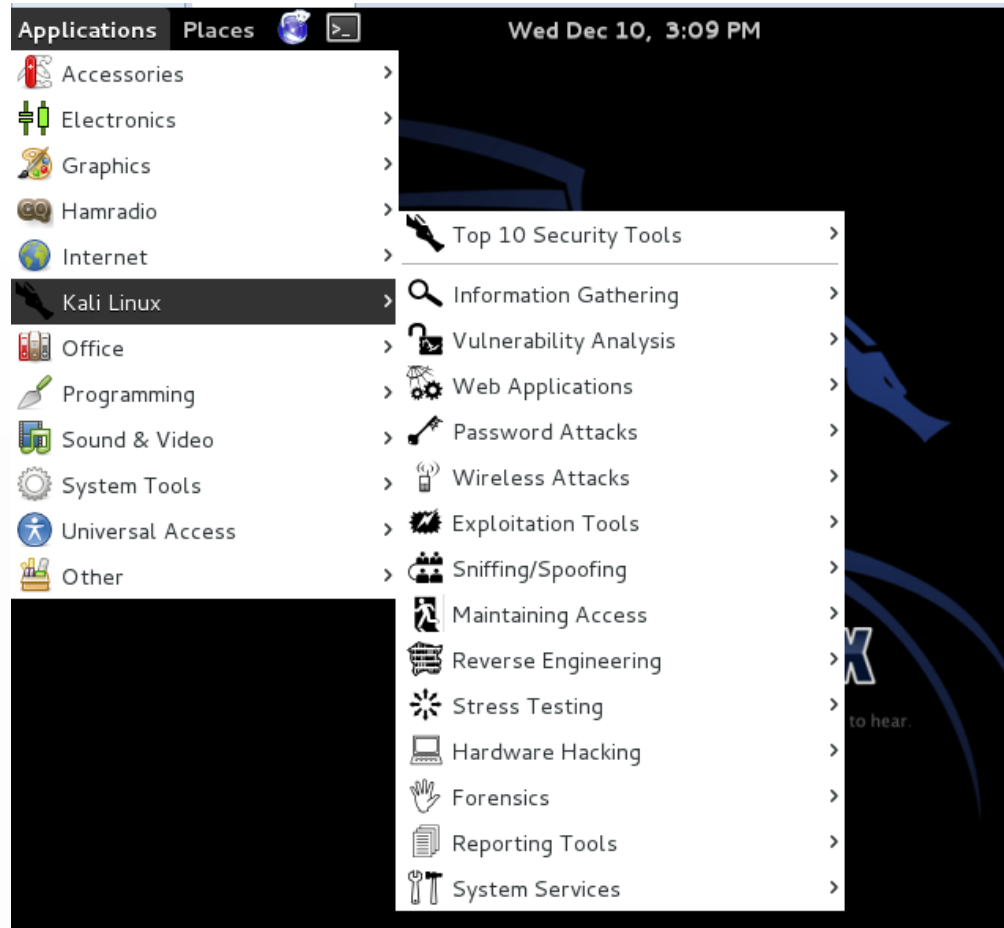 Applications Places Wed Dec 10, 3:09 PM
Accessories
Electronics
Graphics
Hamradio
Internet
Kali Linux
Office
Programming
Sound & Video
System Tools
Universal Access
Other
Top 10 Security Tools
Information Gathering
Vulnerability Analysis
Web Applications
Password Attacks
Wireless Attacks
Exploitation Tools
Sniffing/Spoofing
Maintaining Access
Reverse Engineering
Stress Testing
Hardware Hacking
Forensics
Reporting Tools
System Services
X
to hear.